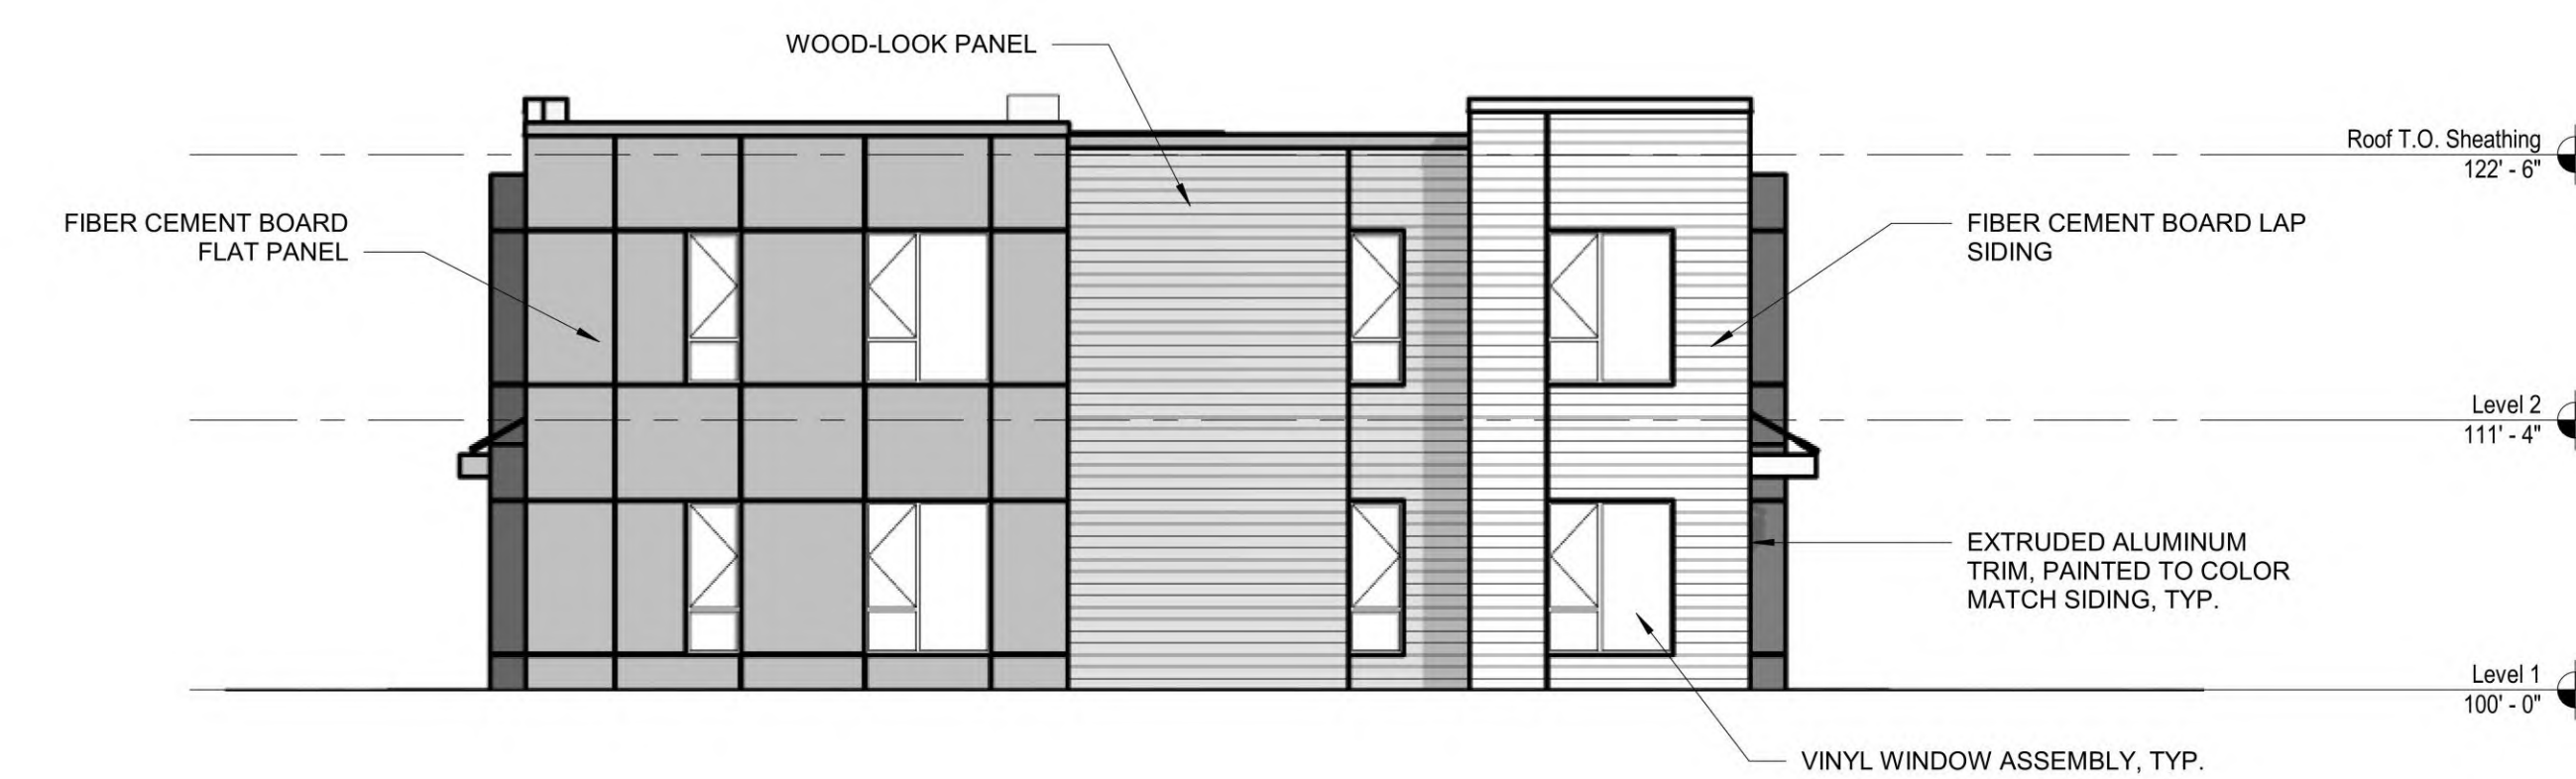 WOOD-LOOK PANEL
Roof T.O. Sheathing
122' - 6"
FIBER CEMENT BOARD
FLAT PANEL
FIBER CEMENT BOARD LAP
SIDING
Level 2
111' - 4"
EXTRUDED ALUMINUM
TRIM, PAINTED TO COLOR
MATCH SIDING, TYP.
Level 1
100' - 0"
VINYL WINDOW ASSEMBLY, TYP.